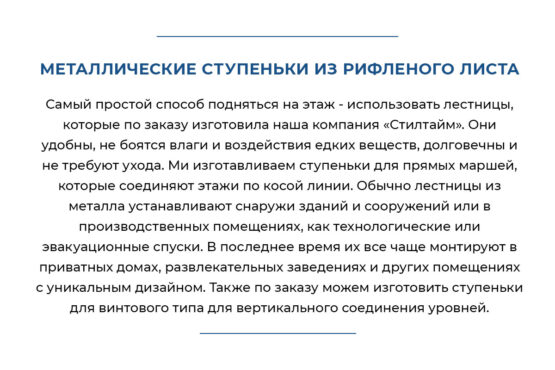 МЕТАЛЛИЧЕСКИЕ СТУПЕНЬКИ ИЗ РИФЛЕНОГО ЛИСТА
Самый простой способ подняться на этаж - использовать лестницы,
которые по заказу изготовила наша компания «Стилтайм». Они
удобны, не боятся влаги и воздействия едких веществ, долговечны и
не требуют ухода. Ми изготавливаем ступеньки для прямых маршей,
которые соединяют этажи по косой линии. Обычно лестницы из
металла устанавливают снаружи зданий и сооружений или в
производственных помещениях, как технологические или
эвакуационные спуски. В последнее время их все чаще монтируют в
приватных домах, развлекательных заведениях и других помещениях
с уникальным дизайном. Также по заказу можем изготовить ступеньки
для винтового типа для вертикального соединения уровней.